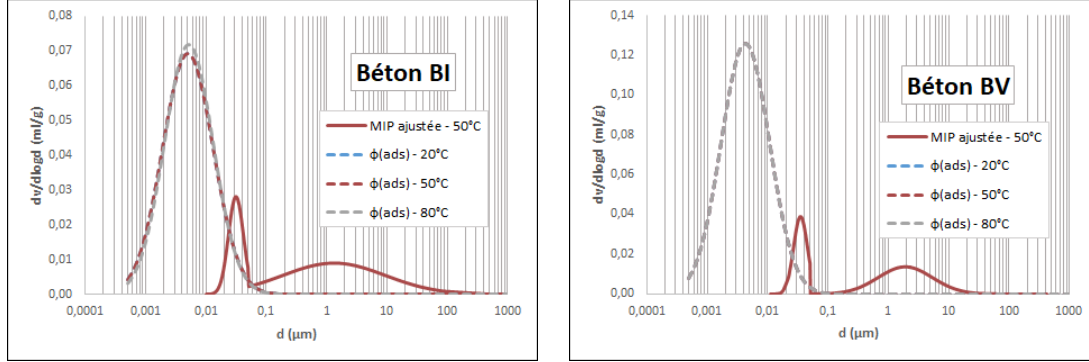 0,08
0,07
0,06
0,05
0,04
0,03
0,02
0,01
0,00
dv/dlogd (ml/g)
Béton BI
MIP ajustée - 50°C
ϕ(ads) - 20°C
ϕ(ads) - 50°C
ϕ(ads) - 80°C
0,0001 0,001 0,01 0,1 1 10 100 1000
d (µm)
0,14
0,12
0,10
0,08
0,06
0,04
0,02
0,00
dv/dlogd (ml/g)
Béton BV
MIP ajustée - 50°C
ϕ(ads) - 20°C
ϕ(ads) - 50°C
ϕ(ads) - 80°C
0,0001 0,001 0,01 0,1 1 10 100 1000
d (µm)